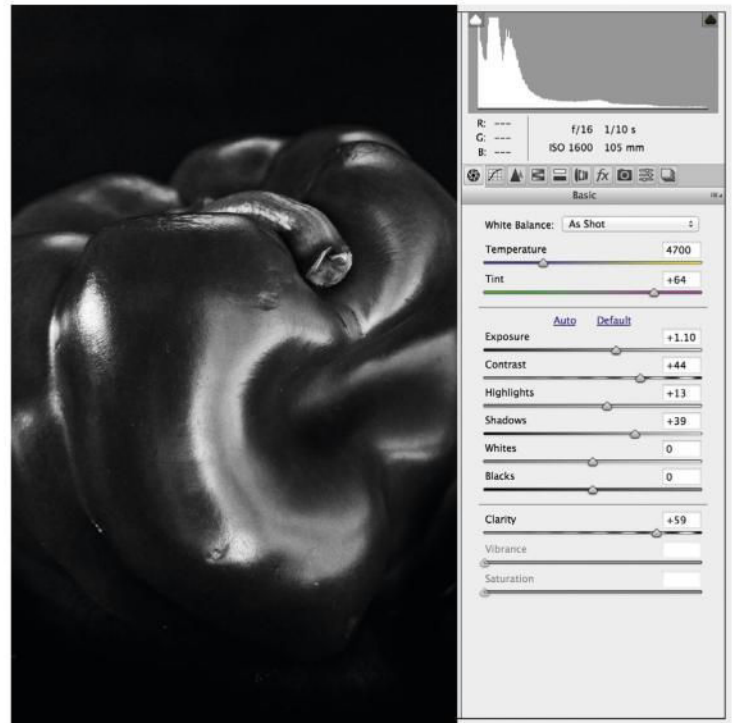 R: ---
G: ---
B: ---
f/16 1/10 s
ISO 1600 105 mm
fx
Basic
White Balance: As Shot
Temperature 4700
Tint +64
Auto Default
Exposure +1.10
Contrast +44
Highlights +13
Shadows +39
Whites 0
Blacks 0
Clarity +59
Vibrance
Saturation